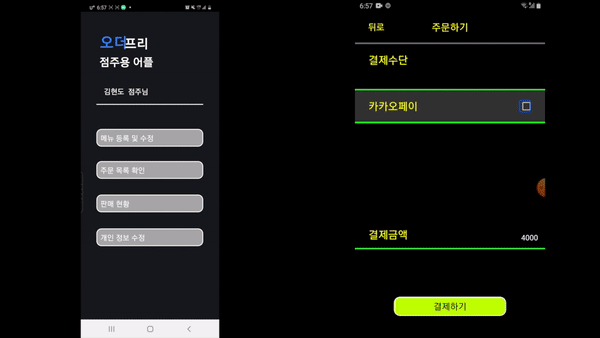 6:57
오더프리
점주용 어플
김현도 점주님
메뉴 등록 및 수정
주문 목록 확인
판매 현황
개인 정보 수정
6:57
뒤로 주문하기
결제수단
카카오페이
결제금액 4000
결제하기